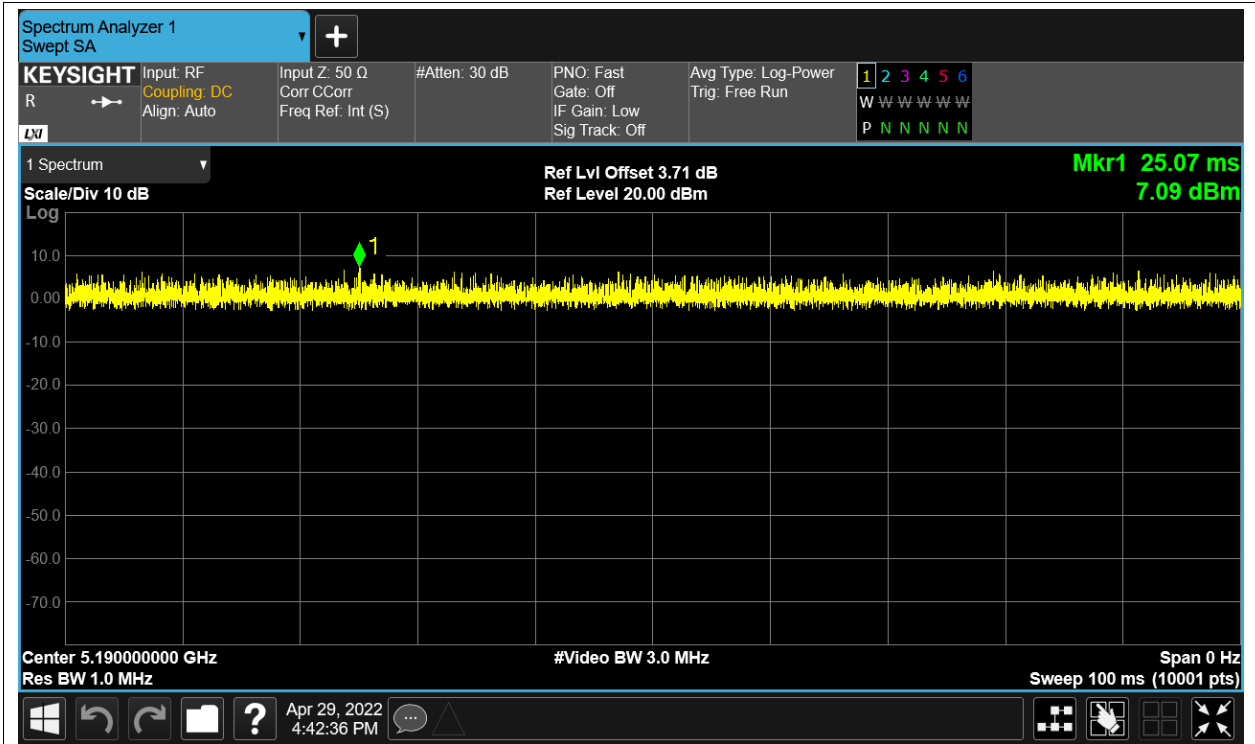 Spectrum Analyzer 1
Swept SA
KEYSIGHT
R
LXI
Input: RF
Coupling: DC
Align: Auto
Input Z: 50 Ω
Corr CCorr
Freq Ref: Int (S)
#Atten: 30 dB
PNO: Fast
Gate: Off
IF Gain: Low
Sig Track: Off
Avg Type: Log-Power
Trig: Free Run
1 2 3 4 5 6
W W W W W W
P N N N N N
1 Spectrum
Scale/Div 10 dB
Ref Lvl Offset 3.71 dB
Ref Level 20.00 dBm
Mkr1 25.07 ms
7.09 dBm
Log
1
10.0
0.00
-10.0
-20.0
-30.0
-40.0
-50.0
-60.0
-70.0
Center 5.190000000 GHz
Res BW 1.0 MHz
#Video BW 3.0 MHz
Span 0 Hz
Sweep 100 ms (10001 pts)
?
Apr 29, 2022
4:42:36 PM